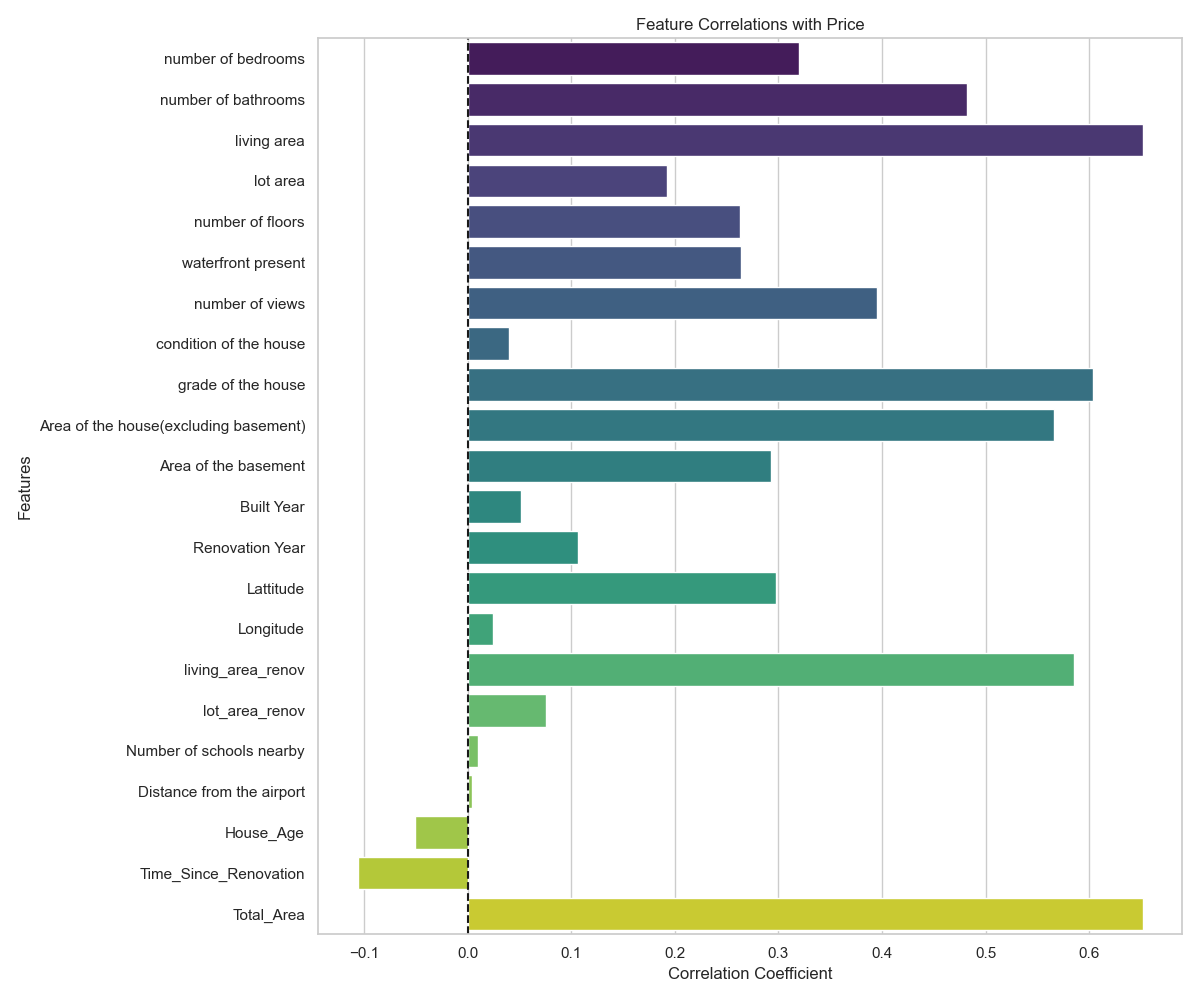 Feature Correlations with Price
number of bedrooms
number of bathrooms
living area
lot area
number of floors
waterfront present
number of views
condition of the house
grade of the house
Area of the house(excluding basement)
Area of the basement
Built Year
Renovation Year
Lattitude
Longitude
living_area_renov
lot_area_renov
Number of schools nearby
Distance from the airport
House_Age
Time_Since_Renovation
Total_Area
Features
−0.1 0.0 0.1 0.2 0.3 0.4 0.5 0.6
Correlation Coefficient